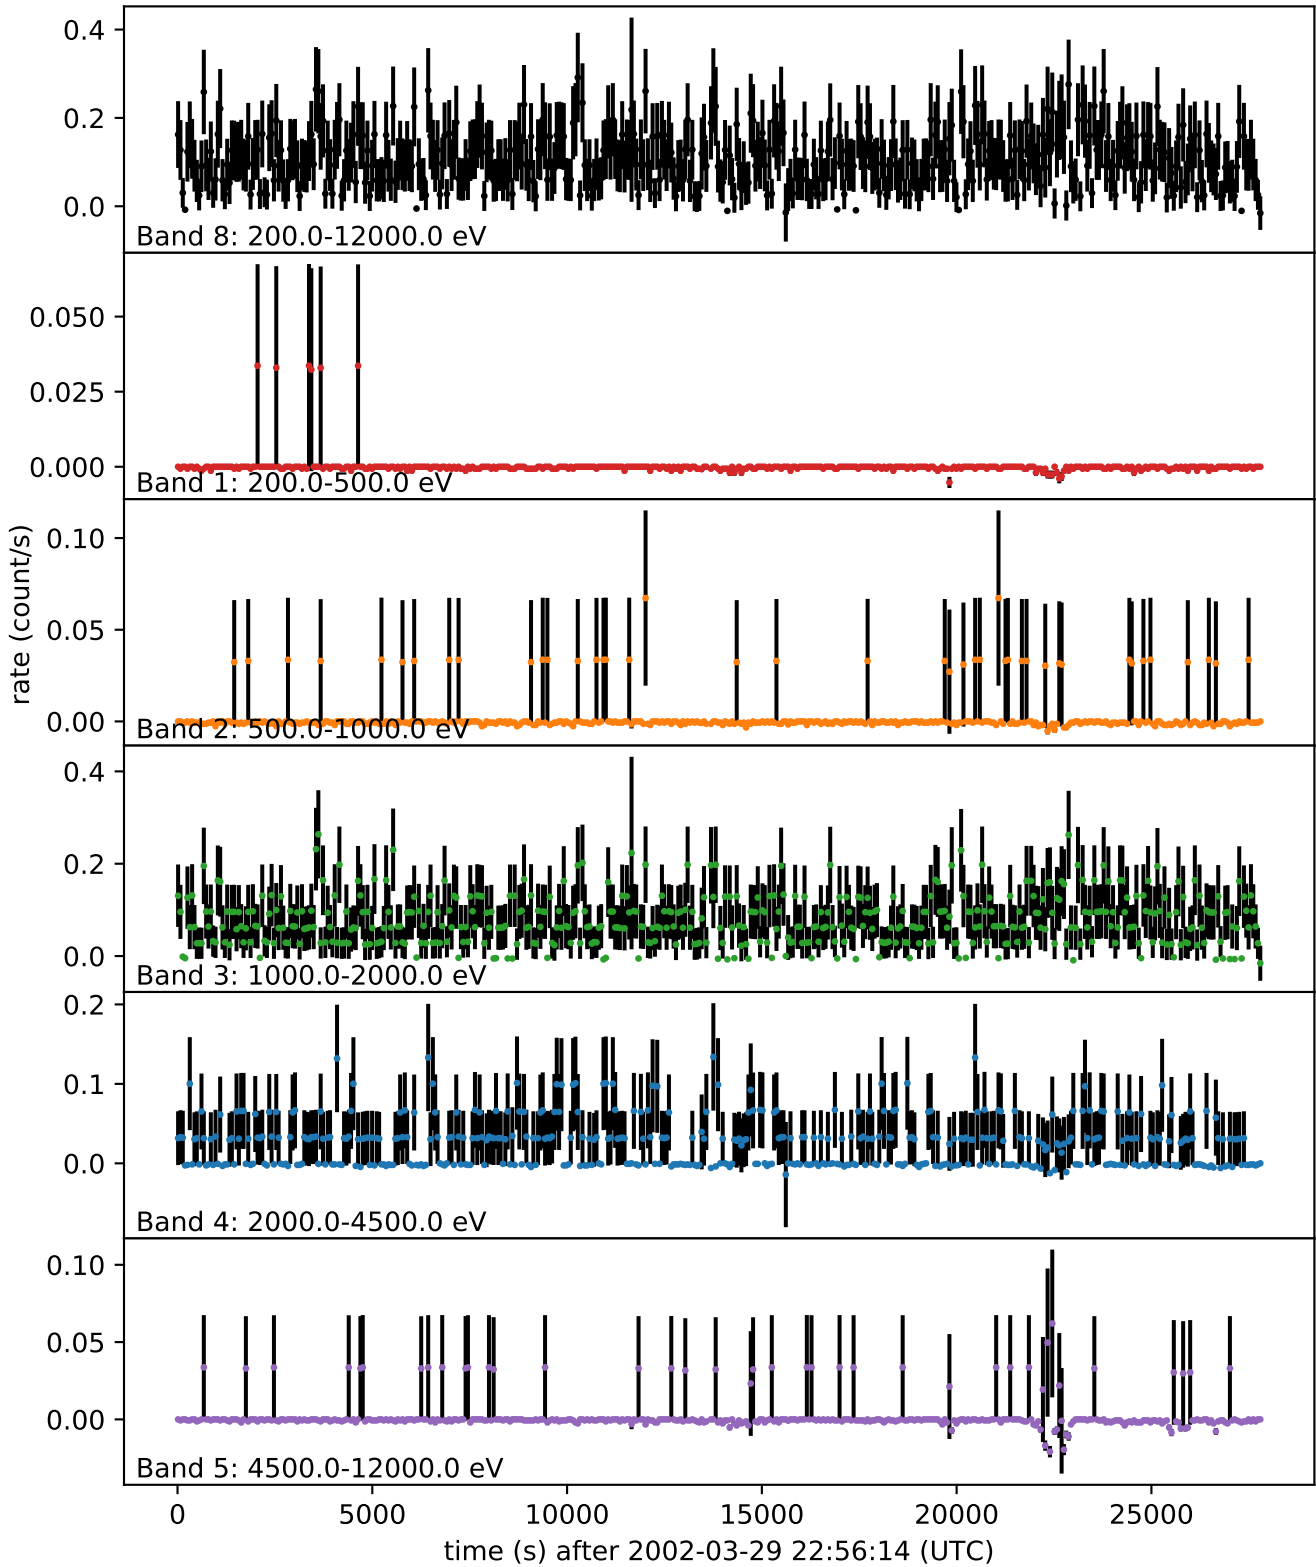 0.4
0.2
0.0
Band 8: 200.0-12000.0 eV
0.050
0.025
0.000
Band 1: 200.0-500.0 eV
0.10
0.05
0.00
Band 2: 500.0-1000.0 eV
rate (count/s)
0.4
0.2
0.0
Band 3: 1000.0-2000.0 eV
0.2
0.1
0.0
Band 4: 2000.0-4500.0 eV
0.10
0.05
0.00
Band 5: 4500.0-12000.0 eV
0 5000 10000 15000 20000 25000
time (s) after 2002-03-29 22:56:14 (UTC)